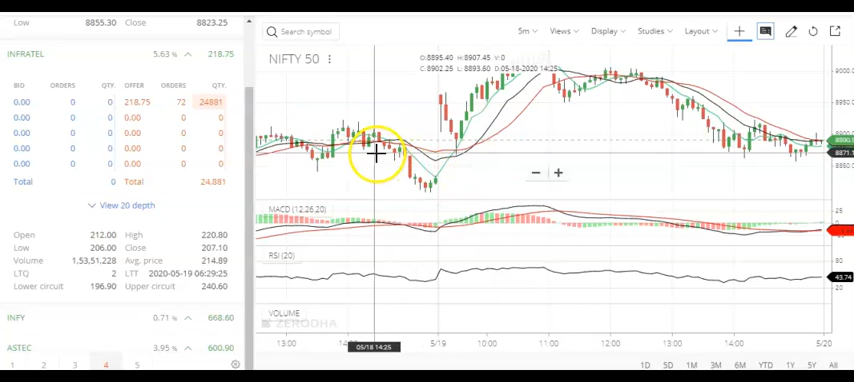 Low 8855.30 Close 8823.25
INFRATEL 5.63 % 218.75
BID ORDERS QTY. OFFER ORDERS QTY.
0.00 0 0 218.75 72 24881
0.00 0 0 0.00 0 0
0.00 0 0 0.00 0 0
0.00 0 0 0.00 0 0
0.00 0 0 0.00 0 0
Total 0 Total 24,881
View 20 depth
Open 212.00 High 220.80
Low 206.00 Close 207.10
Volume 1,53,51,228 Avg. price 214.89
LTQ 2 LTT 2020-05-19 06:29:25
Lower circuit 196.90 Upper circuit 240.60
INFY 0.71 % 668.60
ASTEC 3.95 % 600.90
1 2 3 4 5
Search symbol 5m Views Display Studies Layout
NIFTY 50
O:8895.40 H:8907.45 V:0
C:8902.25 L:8893.60 D:05-18-2020 14:25
9000.
8950.0
8890.
8871.
8850.0
MACD (12,26,20)
25
0
RSI (20)
80
43.74
20
VOLUME
ZERODHA
13:00 5/19 10:00 11:00 12:00 13:00 14:00 5/20
05/18 14:25
1D 5D 1M 3M 6M YTD 1Y 5Y All